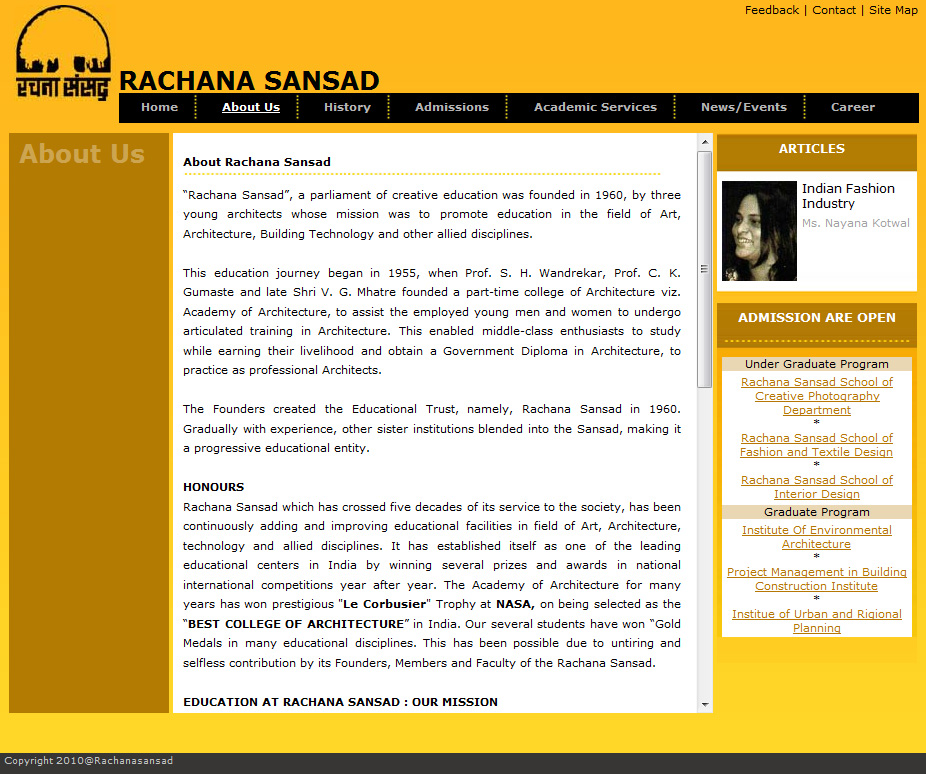 Feedback | Contact | Site Map
रचना संसद
RACHANA SANSAD
Home About Us History Admissions Academic Services News/Events Career
About Us
About Rachana Sansad
“Rachana Sansad”, a parliament of creative education was founded in 1960, by three
young architects whose mission was to promote education in the field of Art,
Architecture, Building Technology and other allied disciplines.
This education journey began in 1955, when Prof. S. H. Wandrekar, Prof. C. K.
Gumaste and late Shri V. G. Mhatre founded a part-time college of Architecture viz.
Academy of Architecture, to assist the employed young men and women to undergo
articulated training in Architecture. This enabled middle-class enthusiasts to study
while earning their livelihood and obtain a Government Diploma in Architecture, to
practice as professional Architects.
The Founders created the Educational Trust, namely, Rachana Sansad in 1960.
Gradually with experience, other sister institutions blended into the Sansad, making it
a progressive educational entity.
HONOURS
Rachana Sansad which has crossed five decades of its service to the society, has been
continuously adding and improving educational facilities in field of Art, Architecture,
technology and allied disciplines. It has established itself as one of the leading
educational centers in India by winning several prizes and awards in national
international competitions year after year. The Academy of Architecture for many
years has won prestigious "Le Corbusier" Trophy at NASA, on being selected as the
“BEST COLLEGE OF ARCHITECTURE” in India. Our several students have won “Gold
Medals in many educational disciplines. This has been possible due to untiring and
selfless contribution by its Founders, Members and Faculty of the Rachana Sansad.
EDUCATION AT RACHANA SANSAD : OUR MISSION
ARTICLES
Indian Fashion
Industry
Ms. Nayana Kotwal
ADMISSION ARE OPEN
Under Graduate Program
Rachana Sansad School of
Creative Photography
Department
*
Rachana Sansad School of
Fashion and Textile Design
*
Rachana Sansad School of
Interior Design
Graduate Program
Institute Of Environmental
Architecture
*
Project Management in Building
Construction Institute
*
Institue of Urban and Rigional
Planning
Copyright 2010@Rachanasansad